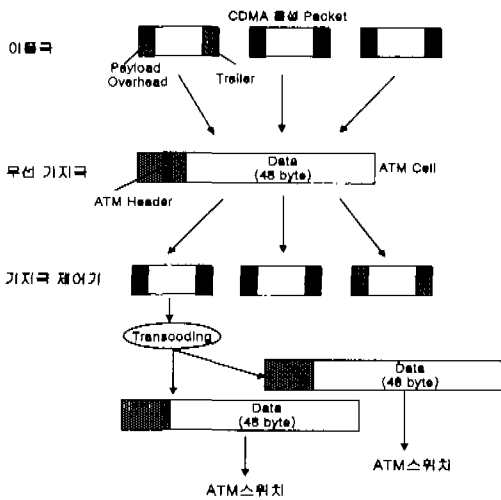 CDMA 음성 Packet
이동국
Payload
Overhead
Trailer
무선 기지국
Data
(48 byte)
ATM Cell
ATM Header
기지국 제어기
Transcoding
Data
(48 byte)
Data
(48 byte)
ATM스위치
ATM스위치